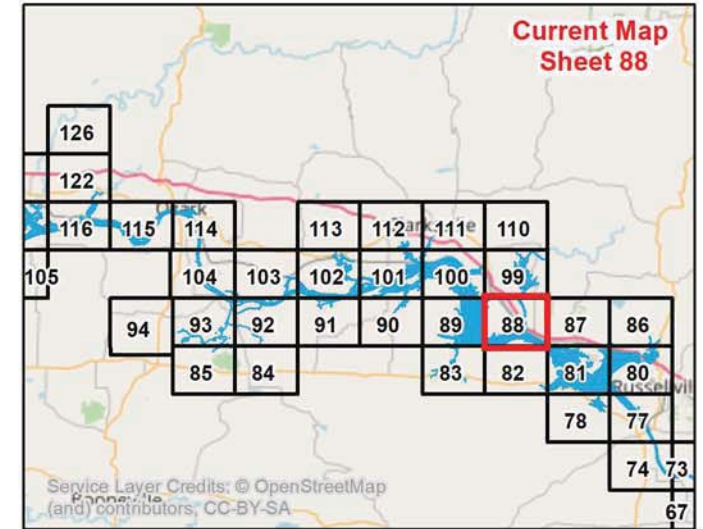 Current Map
Sheet 88
126
122
Ozark
116 115 114 113 112 111 110
105 104 103 102 101 100 99
94 93 92 91 90 89 88 87 86
85 84 83 82 81 80
78 77
74 73
67
Service Layer Credits: © OpenStreetMap
(and) contributors, CC-BY-SA